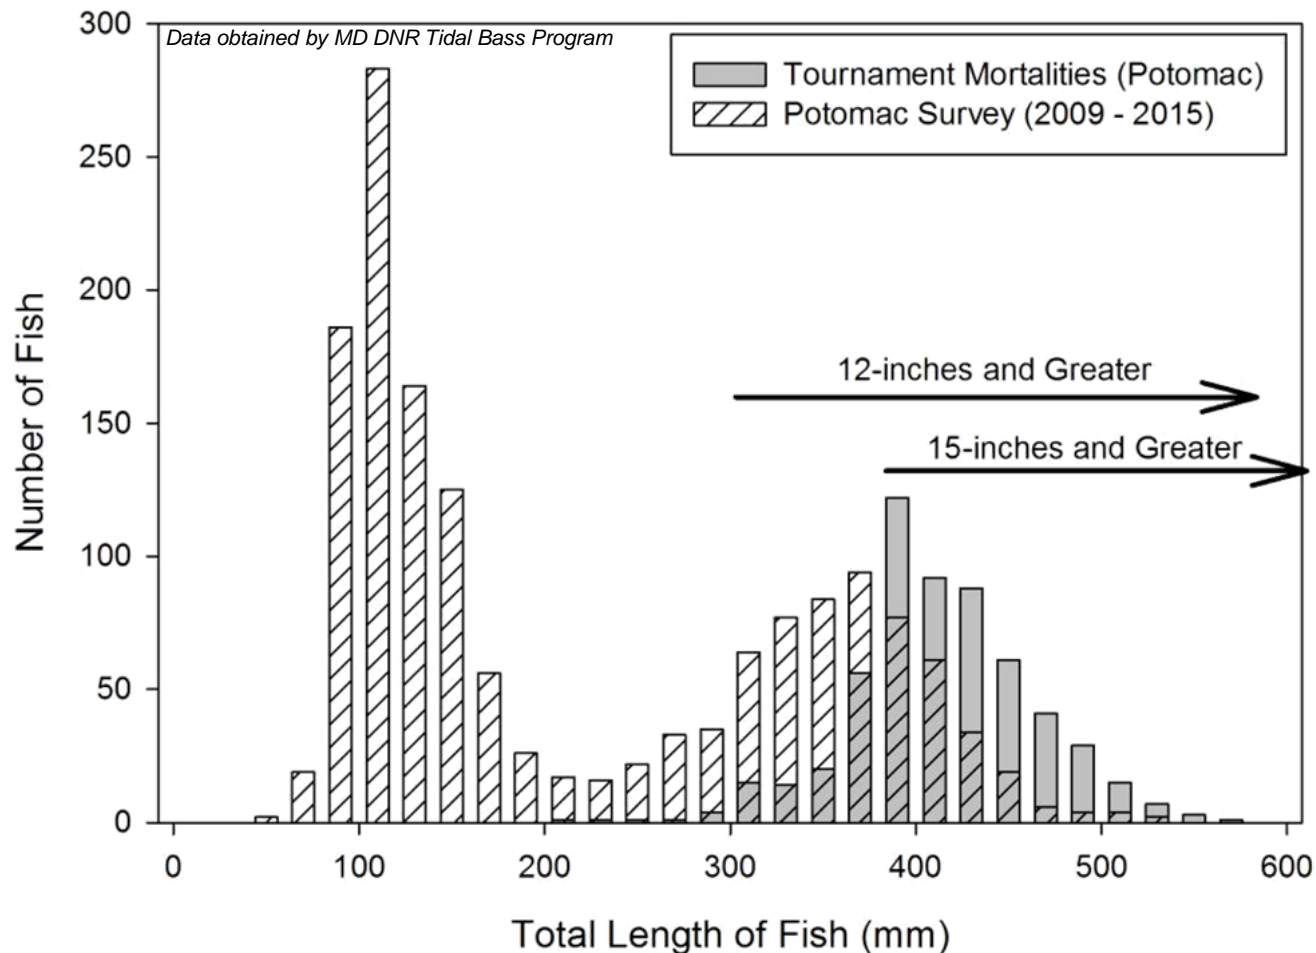 Data obtained by MD DNR Tidal Bass Program
Tournament Mortalities (Potomac)
Potomac Survey (2009 - 2015)
12-inches and Greater
15-inches and Greater
Number of Fish
300
250
200
150
100
50
0
0 100 200 300 400 500 600
Total Length of Fish (mm)